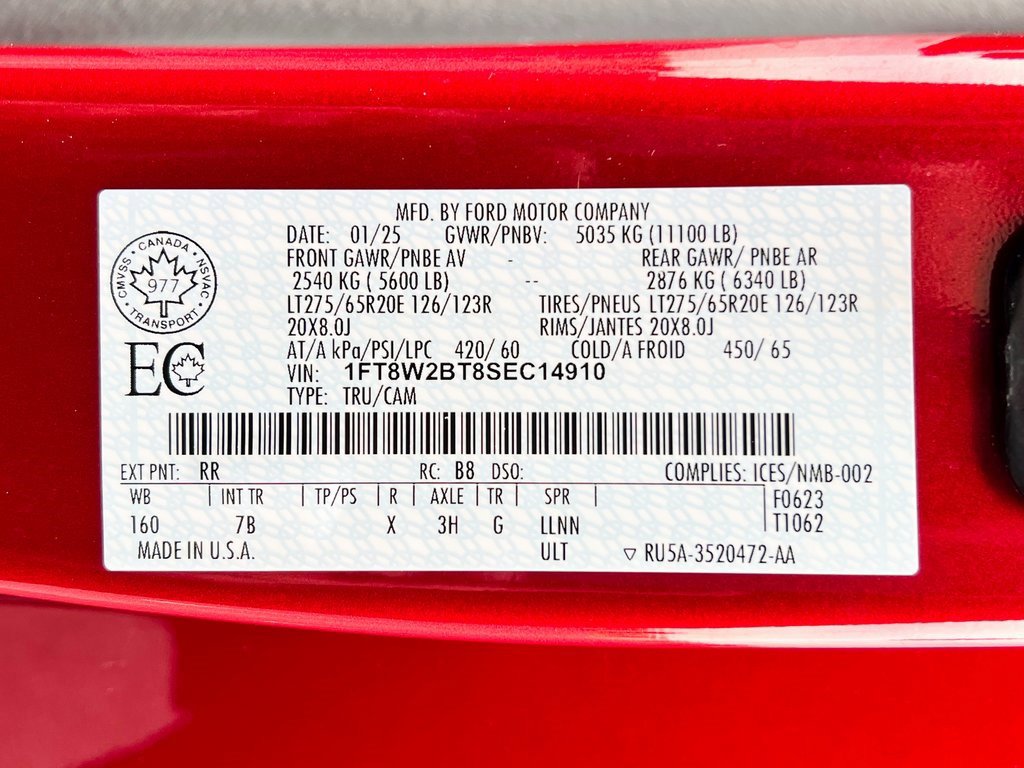 MFD. BY FORD MOTOR COMPANY
DATE: 01/25 GVWR/PNBV: 5035 KG (11100 LB)
FRONT GAWR/PNBE AV - REAR GAWR/ PNBE AR
2540 KG ( 5600 LB) -- 2876 KG ( 6340 LB)
LT275/65R20E 126/123R TIRES/PNEUS LT275/65R20E 126/123R
20X8.0J RIMS/JANTES 20X8.0J
AT/A kPa/PSI/LPC 420/ 60 COLD/A FROID 450/ 65
VIN: 1FT8W2BT8SEC14910
TYPE: TRU/CAM
CANADA
CMVSS NSVAC
977
TRANSPORT
EC
EXT PNT: RR RC: B8 DSO: COMPLIES: ICES/NMB-002
WB INT TR TP/PS R AXLE TR SPR F0623
160 7B X 3H G LLNN T1062
MADE IN U.S.A. ULT ▽ RU5A-3520472-AA